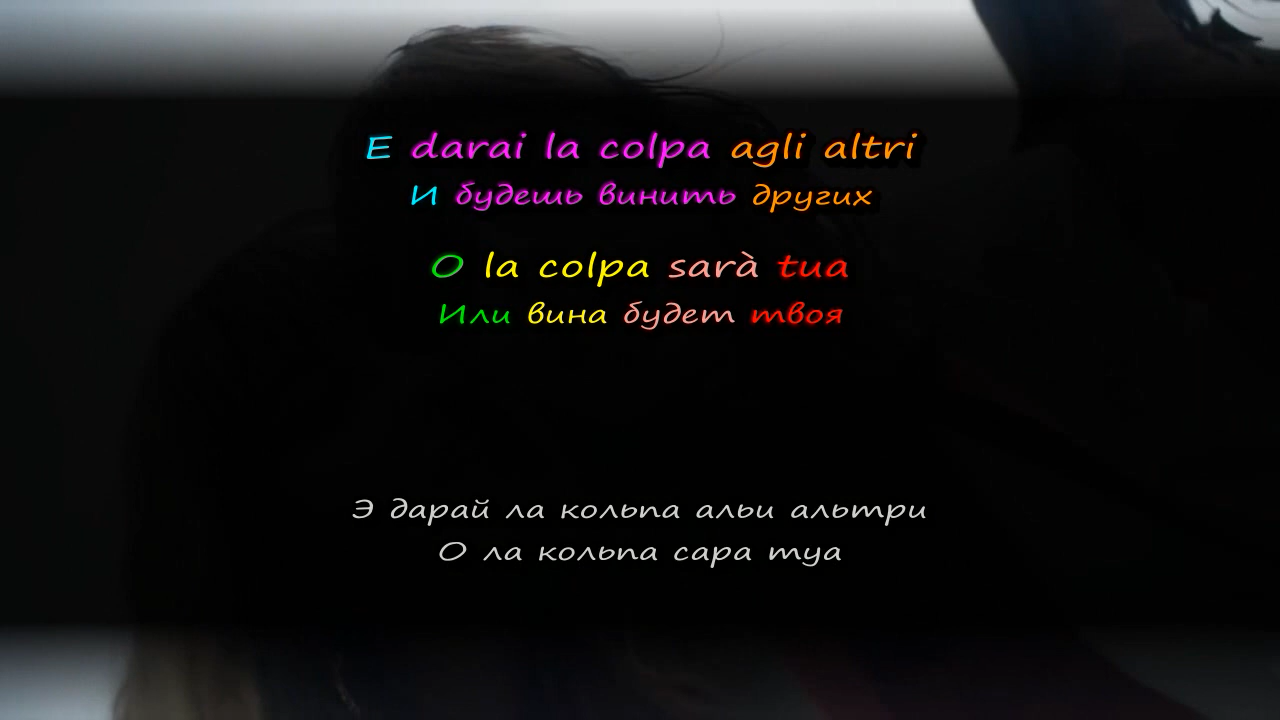 E darai la colpa agli altri
И будешь винить других
O la colpa sarà tua
Или вина будет твоя
Э дарай ла кольпа альи альтри
О ла кольпа сара туа